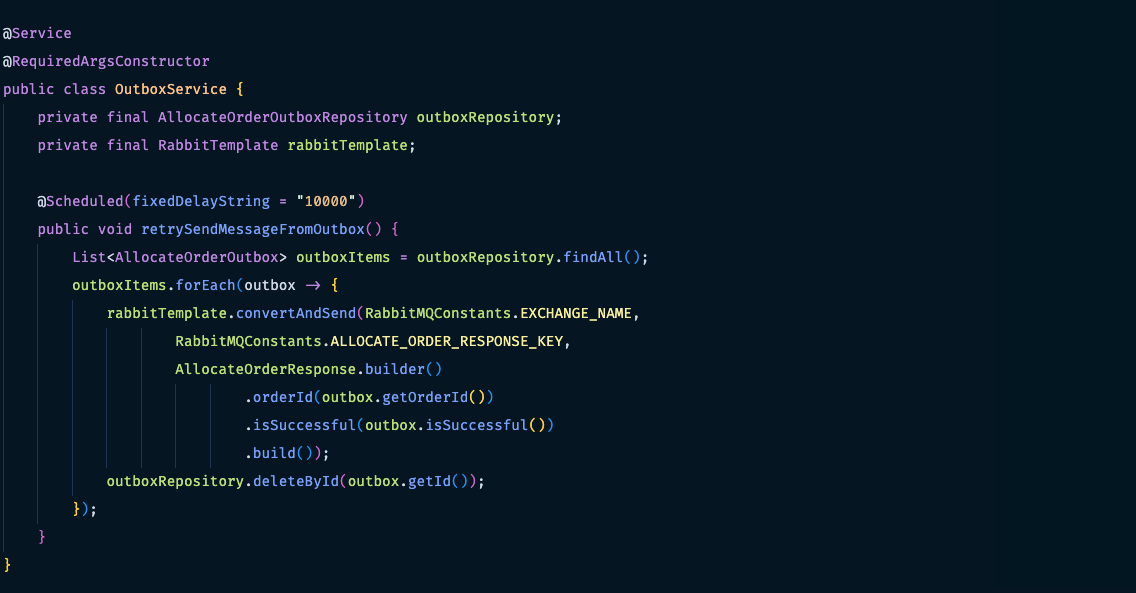 @Service
@RequiredArgsConstructor
public class OutboxService {
    private final AllocateOrderOutboxRepository outboxRepository;
    private final RabbitTemplate rabbitTemplate;

    @Scheduled(fixedDelayString = "10000")
    public void retrySendMessageFromOutbox() {
        List<AllocateOrderOutbox> outboxItems = outboxRepository.findAll();
        outboxItems.forEach(outbox -> {
            rabbitTemplate.convertAndSend(RabbitMQConstants.EXCHANGE_NAME,
                    RabbitMQConstants.ALLOCATE_ORDER_RESPONSE_KEY,
                    AllocateOrderResponse.builder()
                            .orderId(outbox.getOrderId())
                            .isSuccessful(outbox.isSuccessful())
                            .build());
            outboxRepository.deleteById(outbox.getId());
        });
    }
}